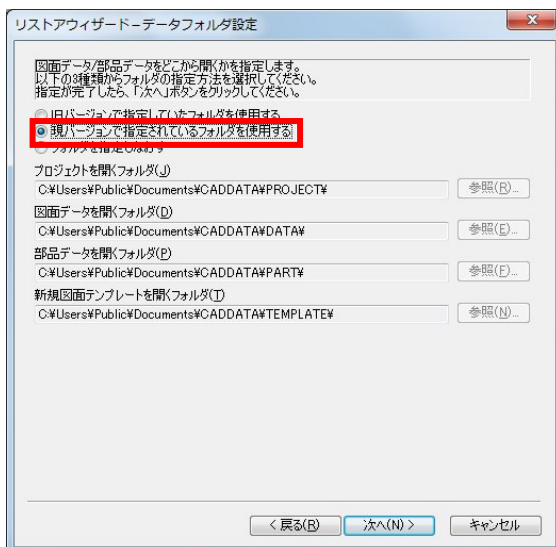 リストアウィザード－データフォルダ設定
図面データ/部品データをどこから開くかを指定します。
以下の3種類からフォルダの指定方法を選択してください。
指定が完了したら、「次へ」ボタンをクリックしてください。
旧バージョンで指定していたフォルダを使用する
現バージョンで指定されているフォルダを使用する
フォルダを指定しなおす
プロジェクトを開くフォルダ(J)
C:¥Users¥Public¥Documents¥CADDATA¥PROJECT¥
参照(R)...
図面データを開くフォルダ(D)
C:¥Users¥Public¥Documents¥CADDATA¥DATA¥
参照(E)...
部品データを開くフォルダ(P)
C:¥Users¥Public¥Documents¥CADDATA¥PART¥
参照(F)...
新規図面テンプレートを開くフォルダ(T)
C:¥Users¥Public¥Documents¥CADDATA¥TEMPLATE¥
参照(N)...
< 戻る(B)
次へ(N) >
キャンセル